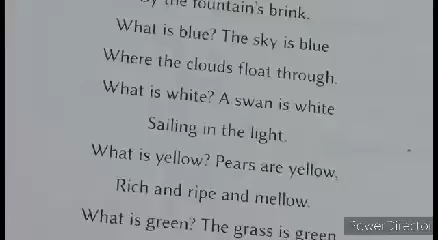 by the fountain's brink.
What is blue? The sky is blue
Where the clouds float through.
What is white? A swan is white
Sailing in the light.
What is yellow? Pears are yellow,
Rich and ripe and mellow.
What is green? The grass is green
PowerDirector